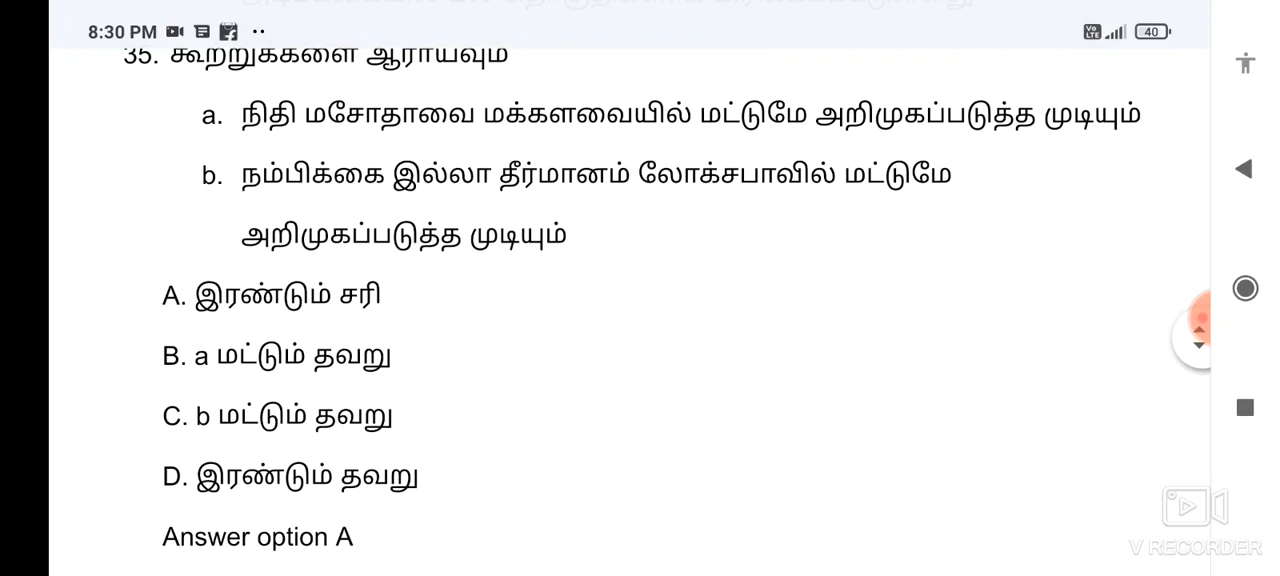 8:30 PM
40
35. கூற்றுக்களை ஆராயவும்
a. நிதி மசோதாவை மக்களவையில் மட்டுமே அறிமுகப்படுத்த முடியும்
b. நம்பிக்கை இல்லா தீர்மானம் லோக்சபாவில் மட்டுமே
அறிமுகப்படுத்த முடியும்
A. இரண்டும் சரி
B. a மட்டும் தவறு
C. b மட்டும் தவறு
D. இரண்டும் தவறு
Answer option A
V RECORDER